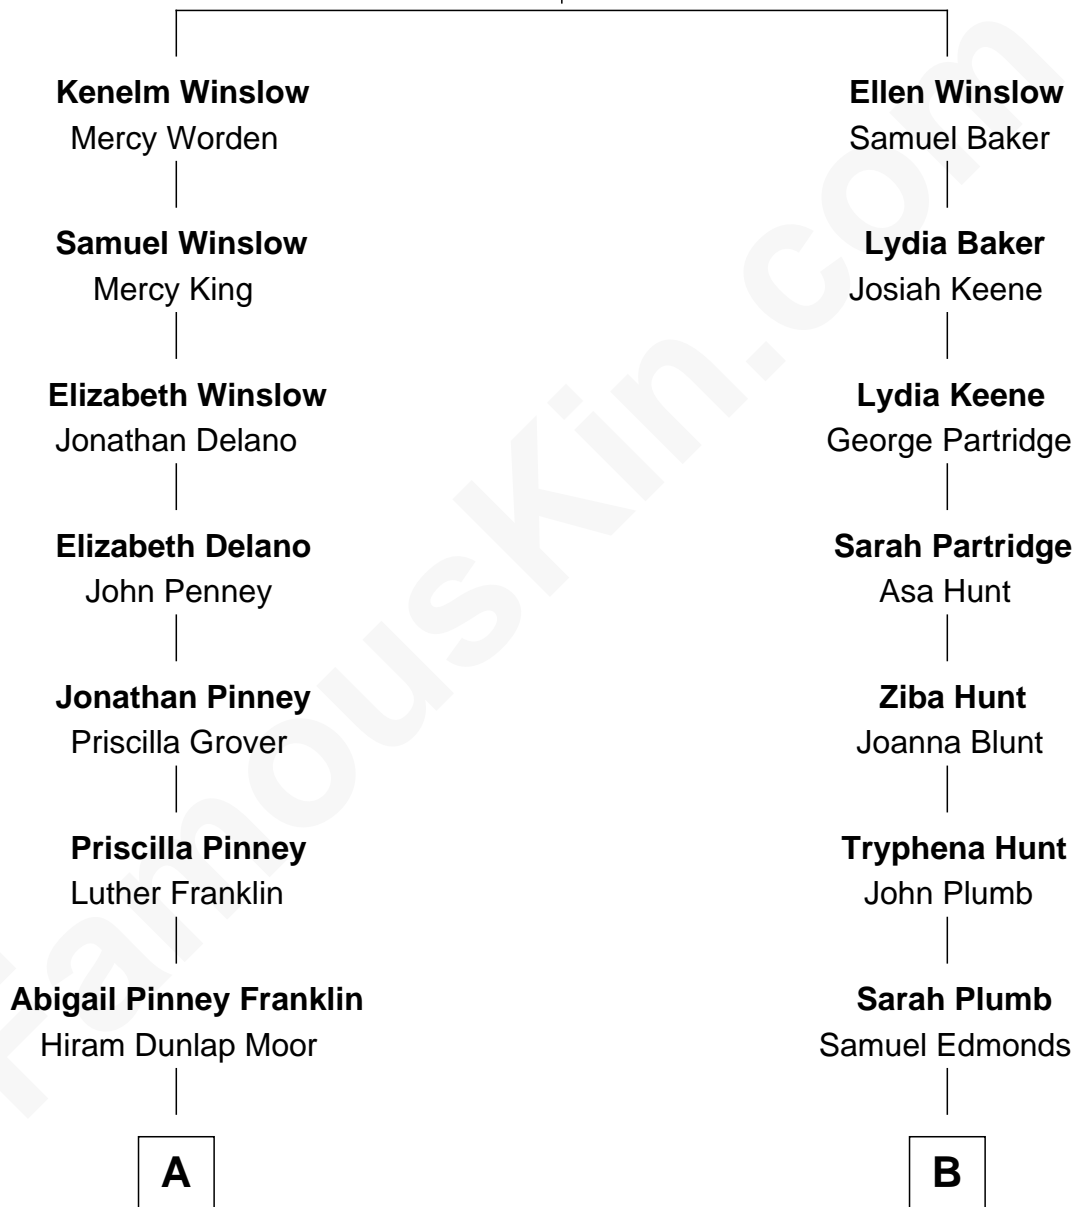 Kenelm Winslow
Mercy Worden
Samuel Winslow
Mercy King
Elizabeth Winslow
Jonathan Delano
Elizabeth Delano
John Penney
Jonathan Pinney
Priscilla Grover
Priscilla Pinney
Luther Franklin
Abigail Pinney Franklin
Hiram Dunlap Moor
A
Ellen Winslow
Samuel Baker
Lydia Baker
Josiah Keene
Lydia Keene
George Partridge
Sarah Partridge
Asa Hunt
Ziba Hunt
Joanna Blunt
Tryphena Hunt
John Plumb
Sarah Plumb
Samuel Edmonds
B
FamousKin.com